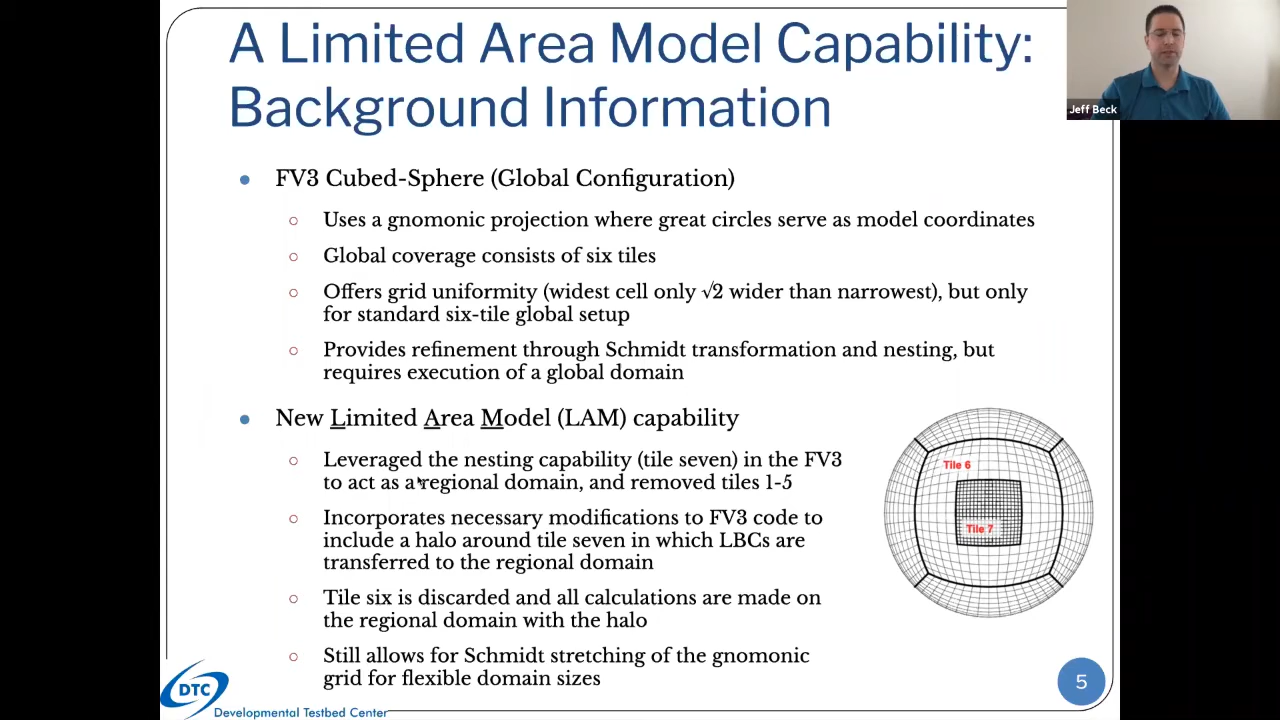 A Limited Area Model Capability:
Background Information
Jeff Beck
● FV3 Cubed-Sphere (Global Configuration)
○ Uses a gnomonic projection where great circles serve as model coordinates
○ Global coverage consists of six tiles
○ Offers grid uniformity (widest cell only √2 wider than narrowest), but only
for standard six-tile global setup
○ Provides refinement through Schmidt transformation and nesting, but
requires execution of a global domain
● New Limited Area Model (LAM) capability
○ Leveraged the nesting capability (tile seven) in the FV3
to act as a regional domain, and removed tiles 1-5
○ Incorporates necessary modifications to FV3 code to
include a halo around tile seven in which LBCs are
transferred to the regional domain
○ Tile six is discarded and all calculations are made on
the regional domain with the halo
○ Still allows for Schmidt stretching of the gnomonic
grid for flexible domain sizes
Tile 6
Tile 7
DTC
Developmental Testbed Center
5